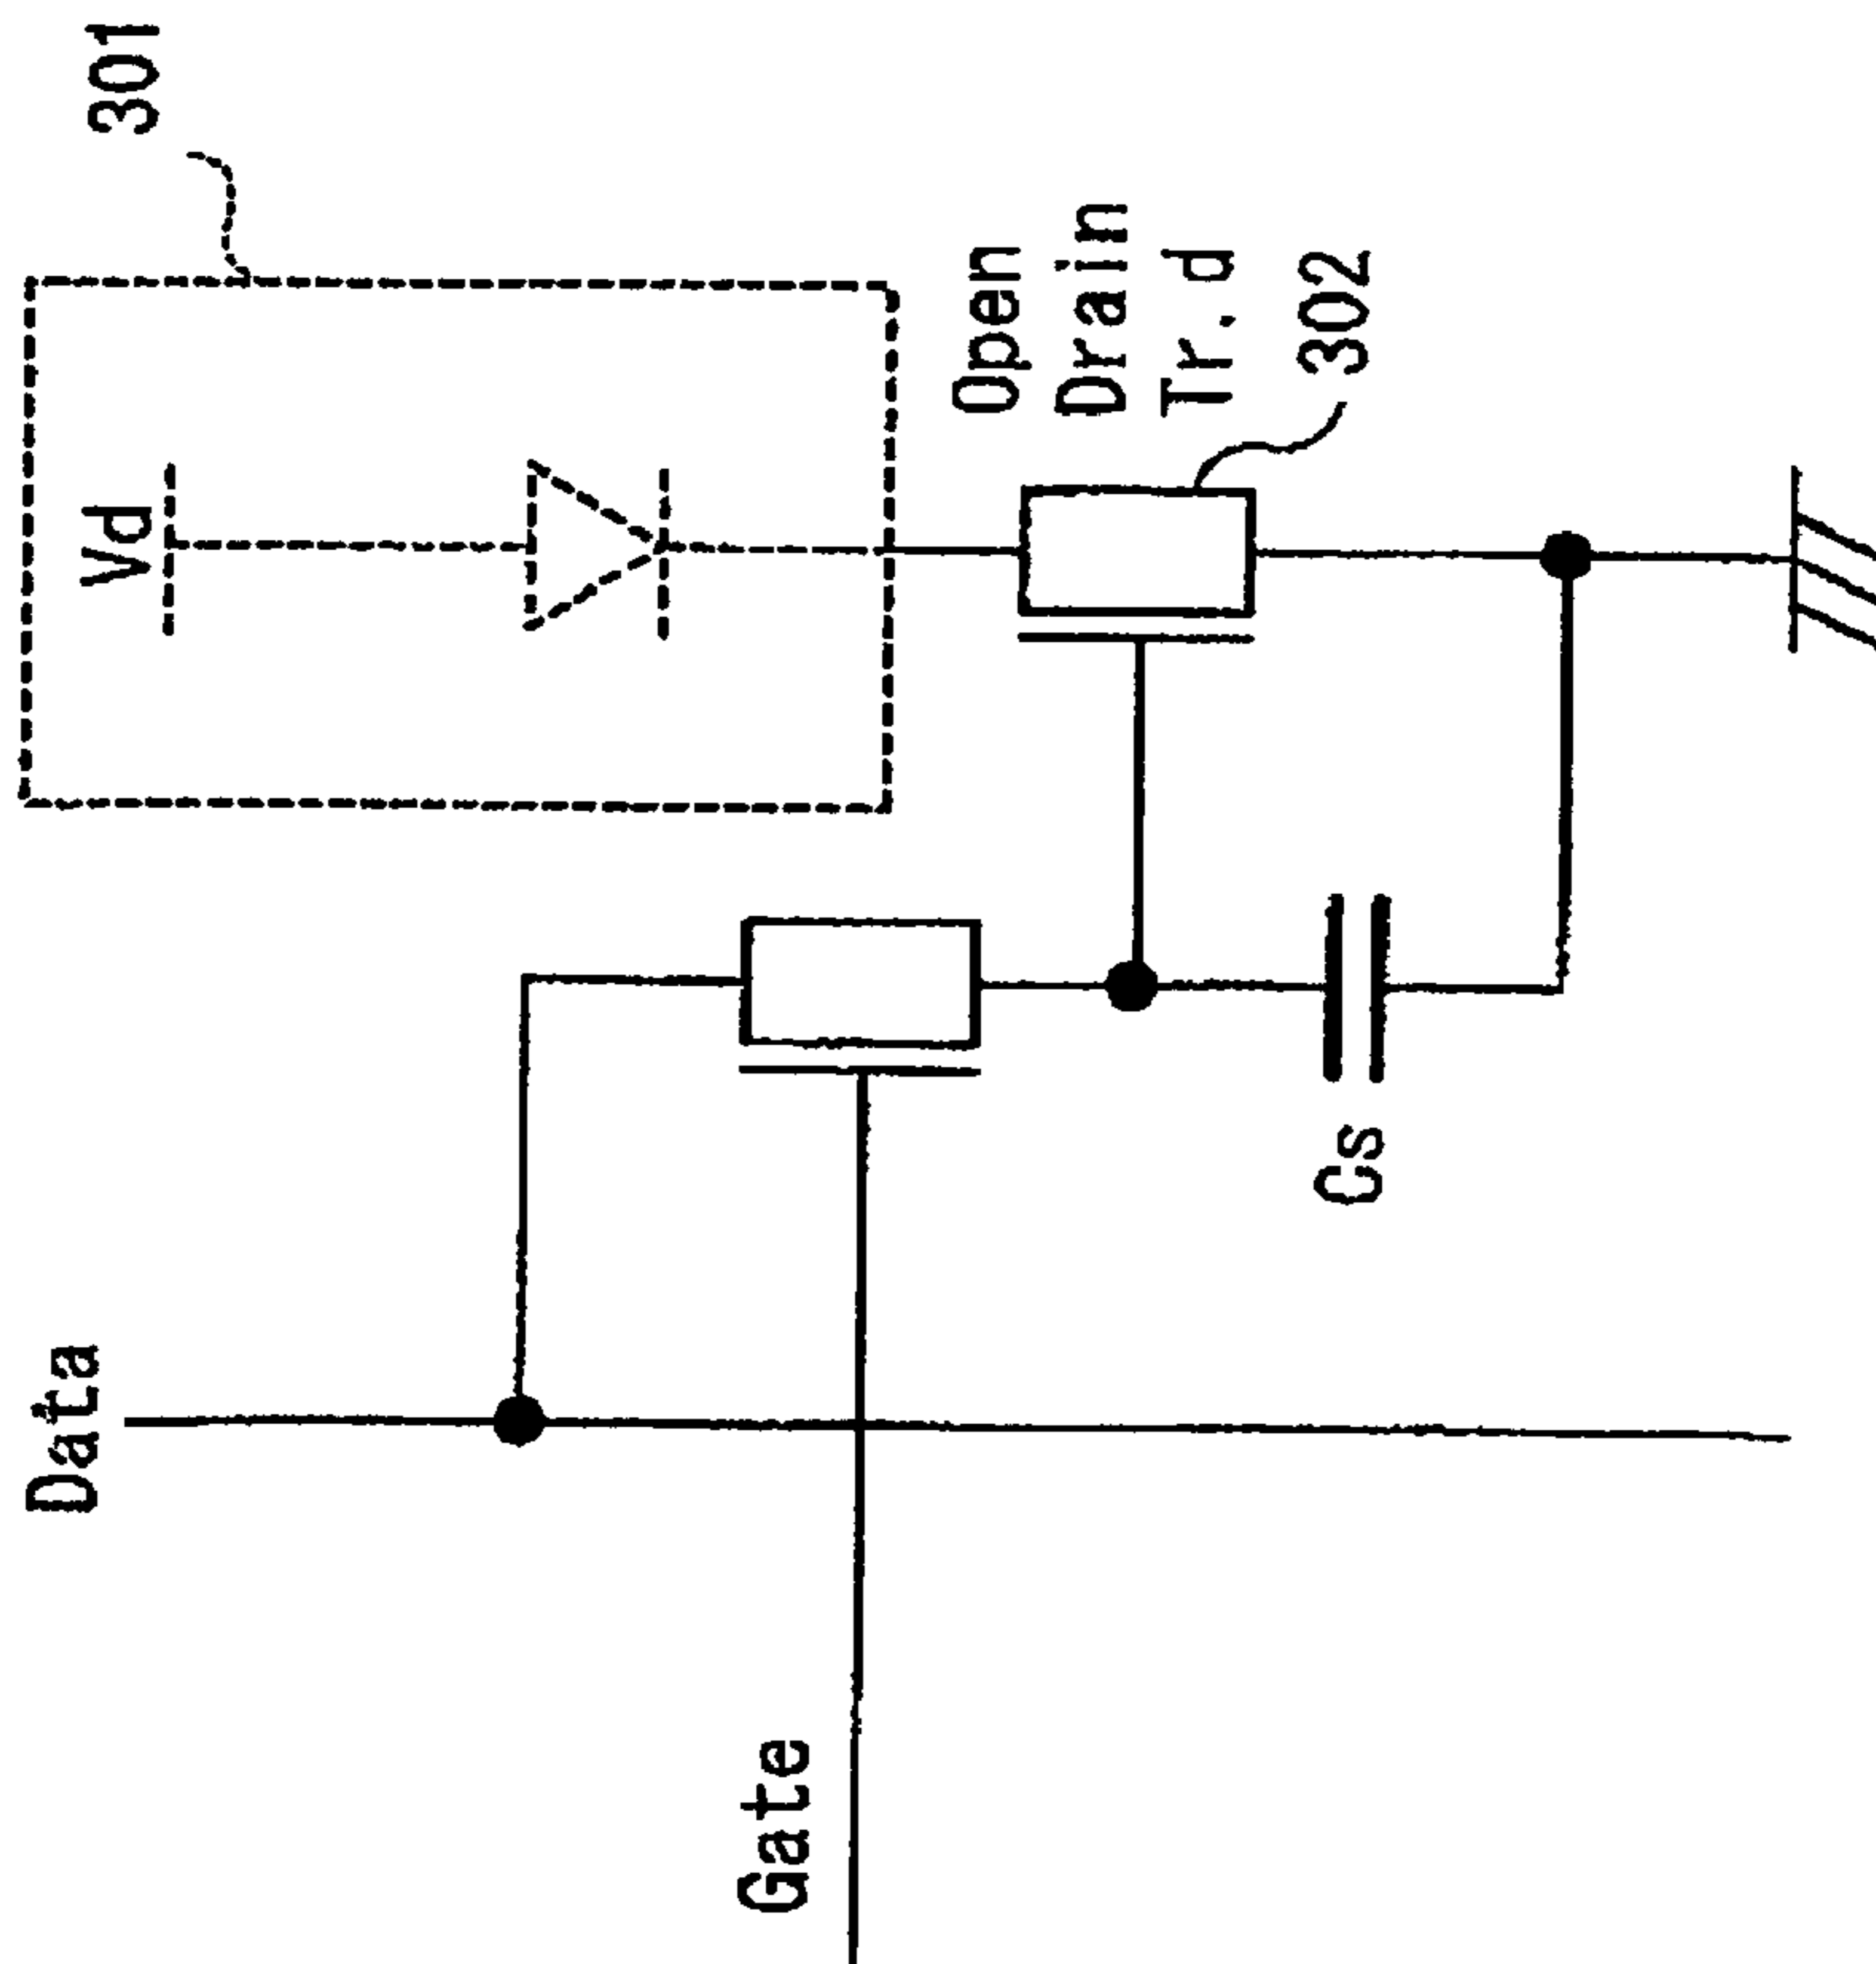 301
Vd
Open
Drain
Tr.d
302
Data
Cs
Gate